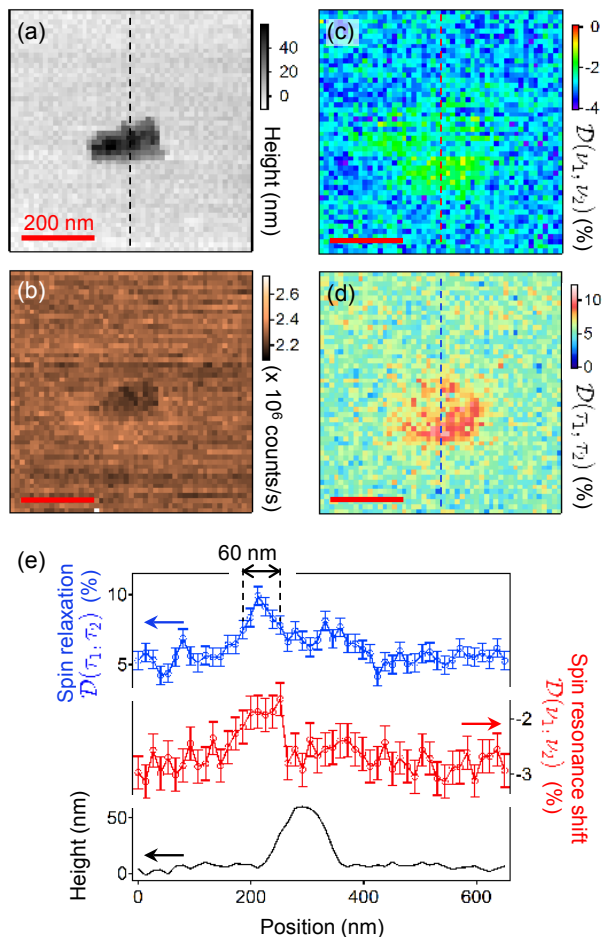 (a)
60
40
20
0
Height (nm)
200 nm
(c)
0
-2
-4
𝒟(ν₁, ν₂) (%)
(b)
2.6
2.4
2.2
(x 10⁶ counts/s)
(d)
10
5
0
𝒟(τ₁, τ₂) (%)
(e)
60 nm
Spin relaxation
𝒟(τ₁, τ₂) (%)
10
5
Spin resonance shift
𝒟(ν₁, ν₂) (%)
-2
-3
Height (nm)
50
0
0
200
400
600
Position (nm)